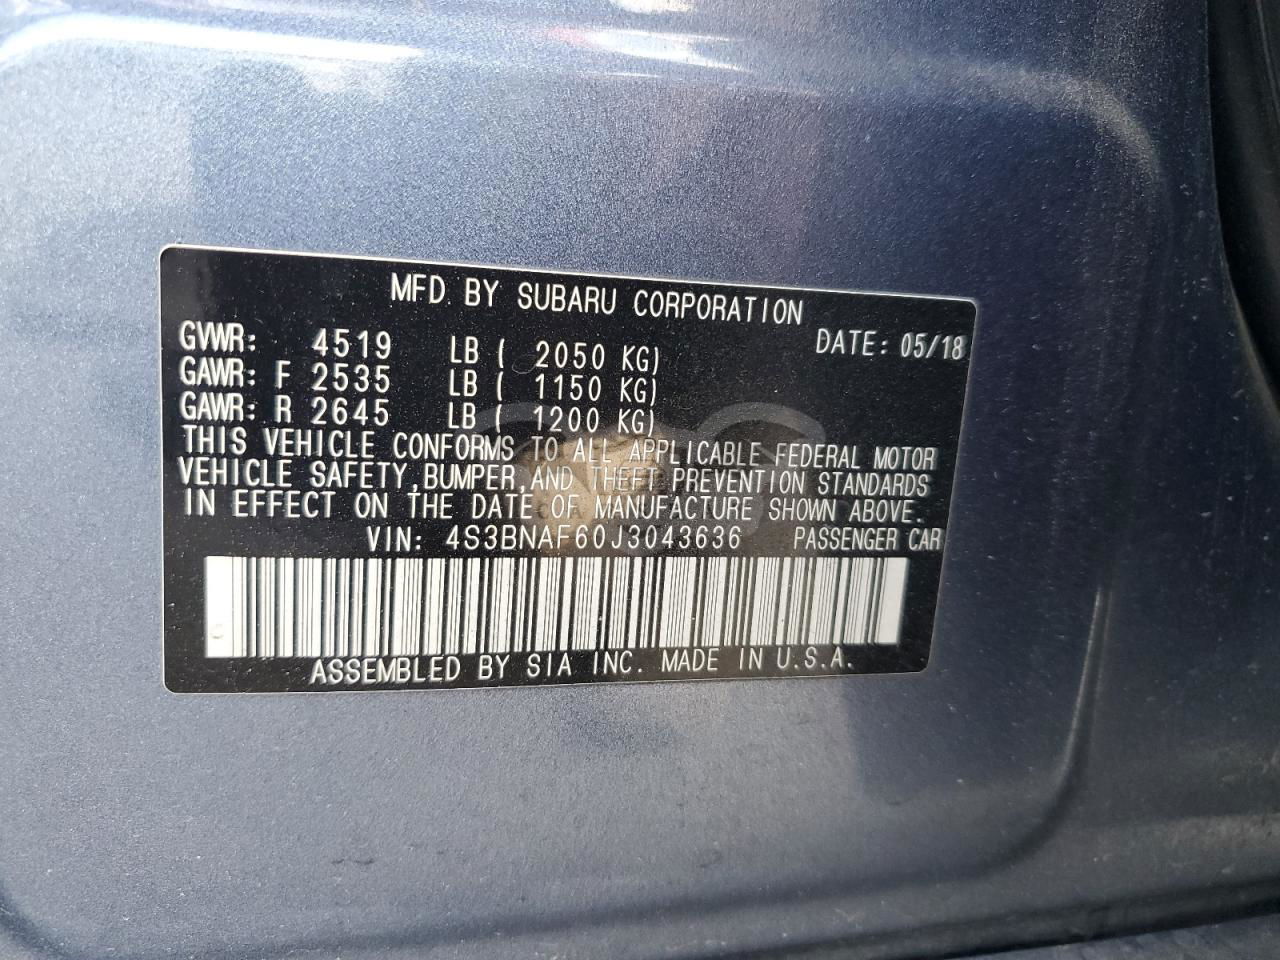 MFD. BY SUBARU CORPORATION
GVWR: 4519 LB ( 2050 KG) DATE: 05/18
GAWR: F 2535 LB ( 1150 KG)
GAWR: R 2645 LB ( 1200 KG)
THIS VEHICLE CONFORMS TO ALL APPLICABLE FEDERAL MOTOR
VEHICLE SAFETY,BUMPER,AND THEFT PREVENTION STANDARDS
IN EFFECT ON THE DATE OF MANUFACTURE SHOWN ABOVE.
VIN: 4S3BNAF60J3043636 PASSENGER CAR
ASSEMBLED BY SIA INC. MADE IN U.S.A.